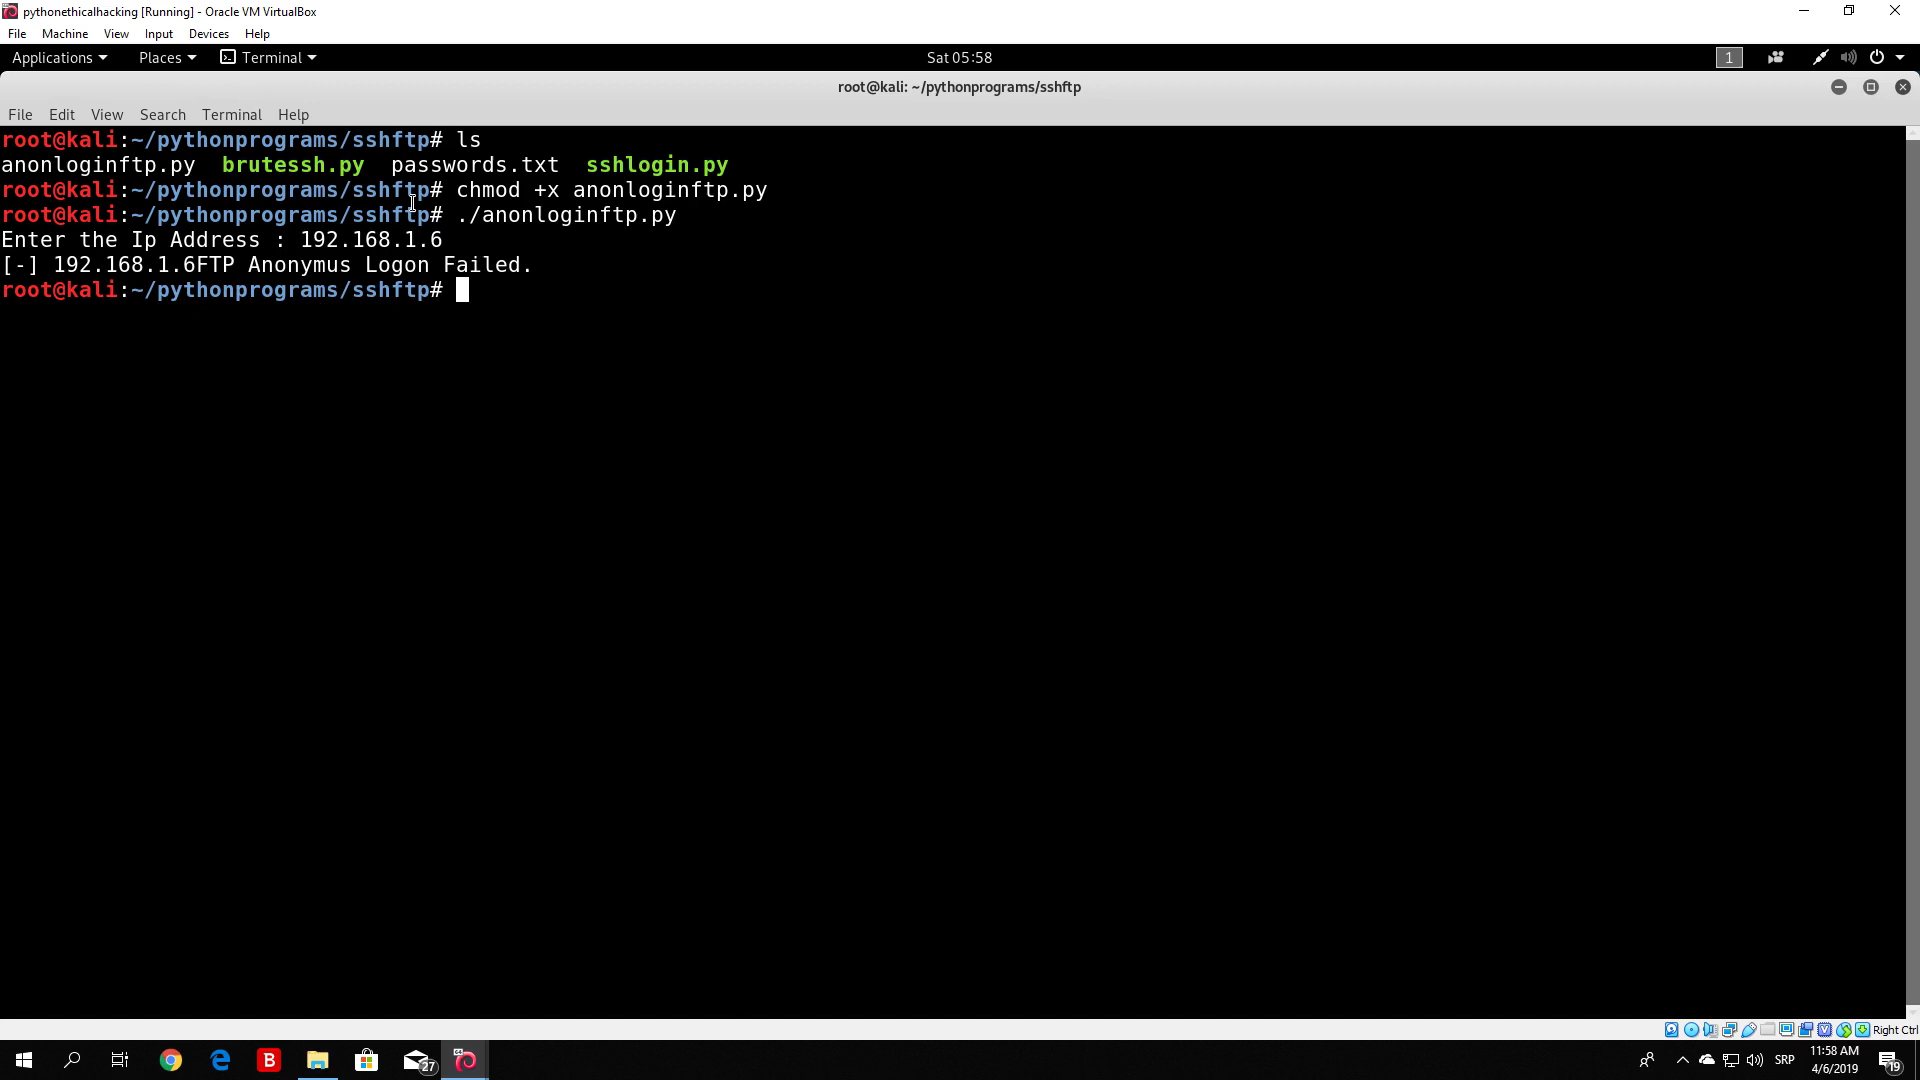 pythonethicalhacking [Running] - Oracle VM VirtualBox
File Machine View Input Devices Help
Applications Places Terminal Sat 05:58 1
root@kali: ~/pythonprograms/sshftp
File Edit View Search Terminal Help
root@kali:~/pythonprograms/sshftp# ls
anonloginftp.py brutessh.py passwords.txt sshlogin.py
root@kali:~/pythonprograms/sshftp# chmod +x anonloginftp.py
root@kali:~/pythonprograms/sshftp# ./anonloginftp.py
Enter the Ip Address : 192.168.1.6
[-] 192.168.1.6FTP Anonymus Logon Failed.
root@kali:~/pythonprograms/sshftp#
Right Ctrl
B 27 64 SRP 11:58 AM 19
4/6/2019